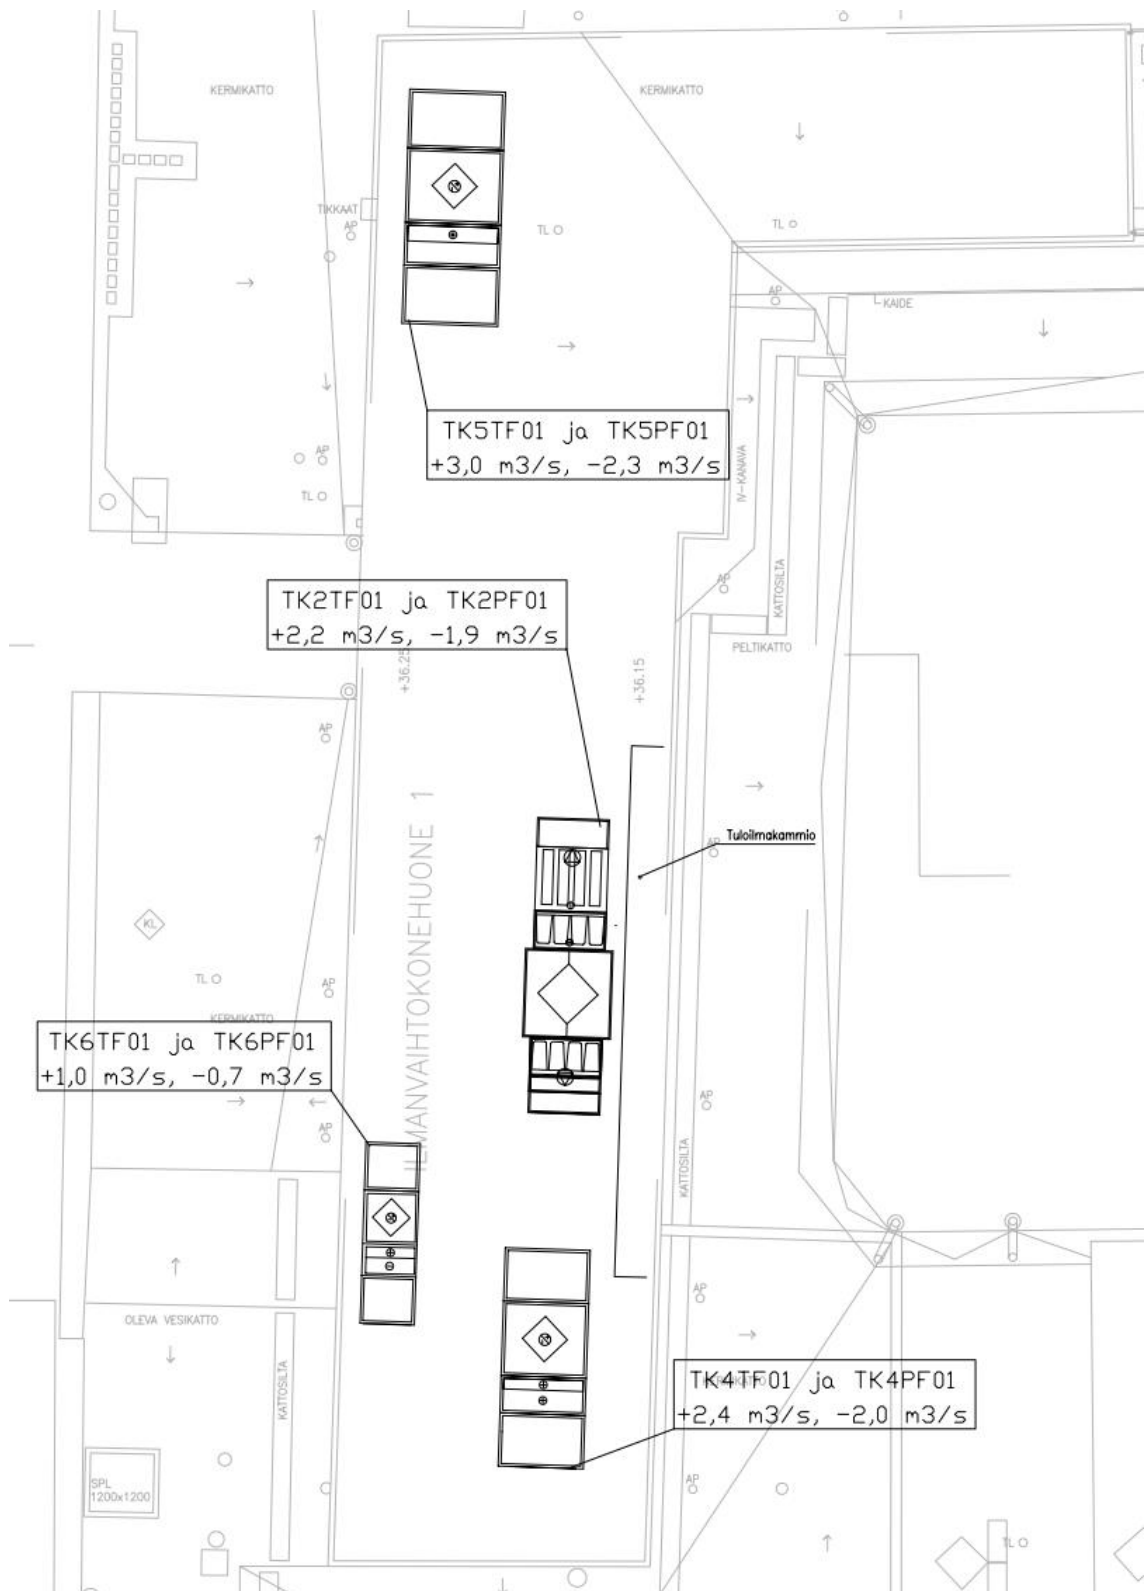 KERMIKATTO
KERMIKATTO
TIKKAAT
AP
TL
TL
AP
KAIDE
TK5TF01 ja TK5PF01
+3,0 m3/s, -2,3 m3/s
AP
TL
IV-KANAVA
KATTOSILTA
AP
TK2TF01 ja TK2PF01
+2,2 m3/s, -1,9 m3/s
PELTIKATTO
+36.25
+36.15
AP
ILMANVAIHTOKONEHUONE 1
Tuloilmakammio
AP
KL
TL
AP
KERMIKATTO
TK6TF01 ja TK6PF01
+1,0 m3/s, -0,7 m3/s
AP
AP
KATTOSILTA
AP
OLEVA VESIKATTO
KATTOSILTA
TK4TF01 ja TK4PF01
+2,4 m3/s, -2,0 m3/s
AP
SPL
1200x1200
TL